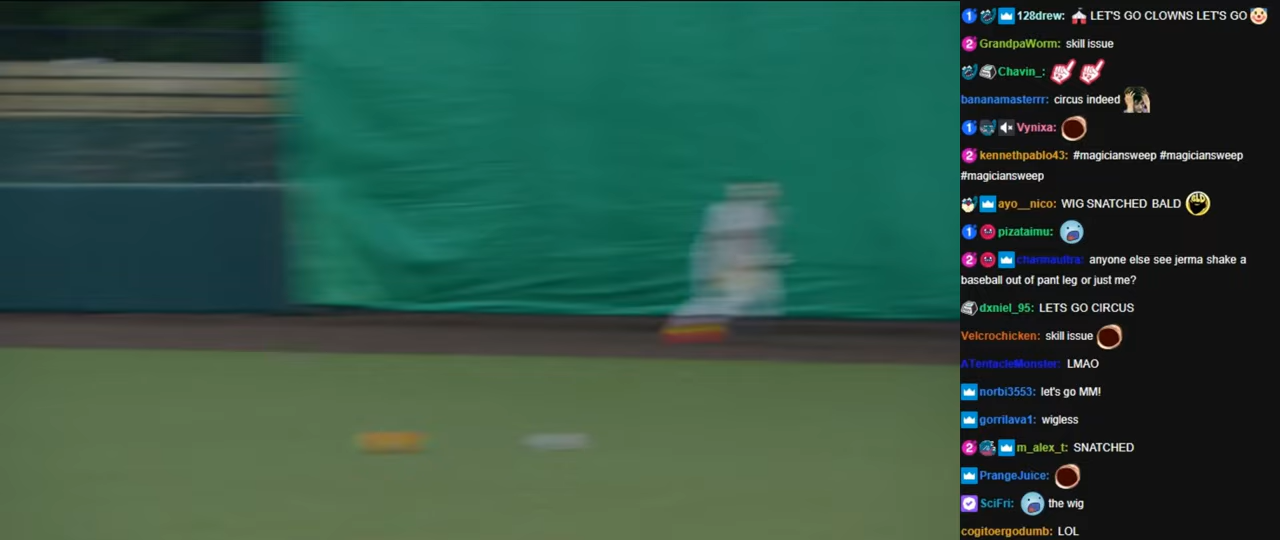 128drew: LET'S GO CLOWNS LET'S GO
GrandpaWorm: skill issue
Chavin_:
bananamasterrr: circus indeed
Vynixa:
kennethpablo43: #magiciansweep #magiciansweep
#magiciansweep
ayo__nico: WIG SNATCHED BALD
pizataimu:
charmaultra: anyone else see jerma shake a
baseball out of pant leg or just me?
dxniel_95: LETS GO CIRCUS
Velcrochicken: skill issue
ATentacleMonster: LMAO
norbi3553: let's go MM!
gorrilava1: wigless
m_alex_t: SNATCHED
PrangeJuice:
SciFri: the wig
cogitoergodumb: LOL